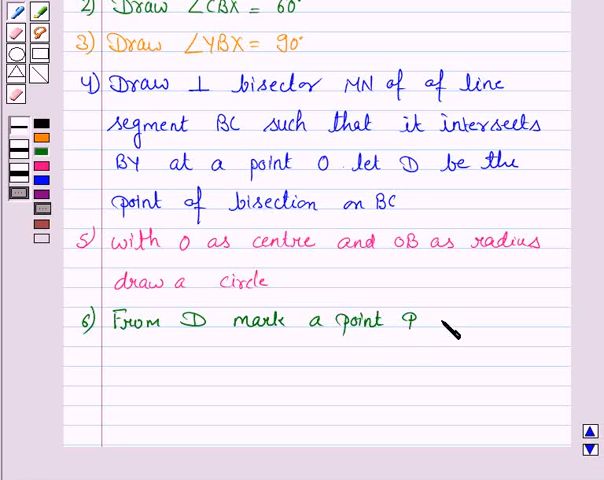 2) Draw ∠CBX = 60°
3) Draw ∠YBX = 90°
4) Draw ⊥ bisector MN of of line
segment BC such that it intersects
BY at a point O. let D be the
point of bisection on BC
5) with O as centre and OB as radius
draw a circle
6) From D mark a point P